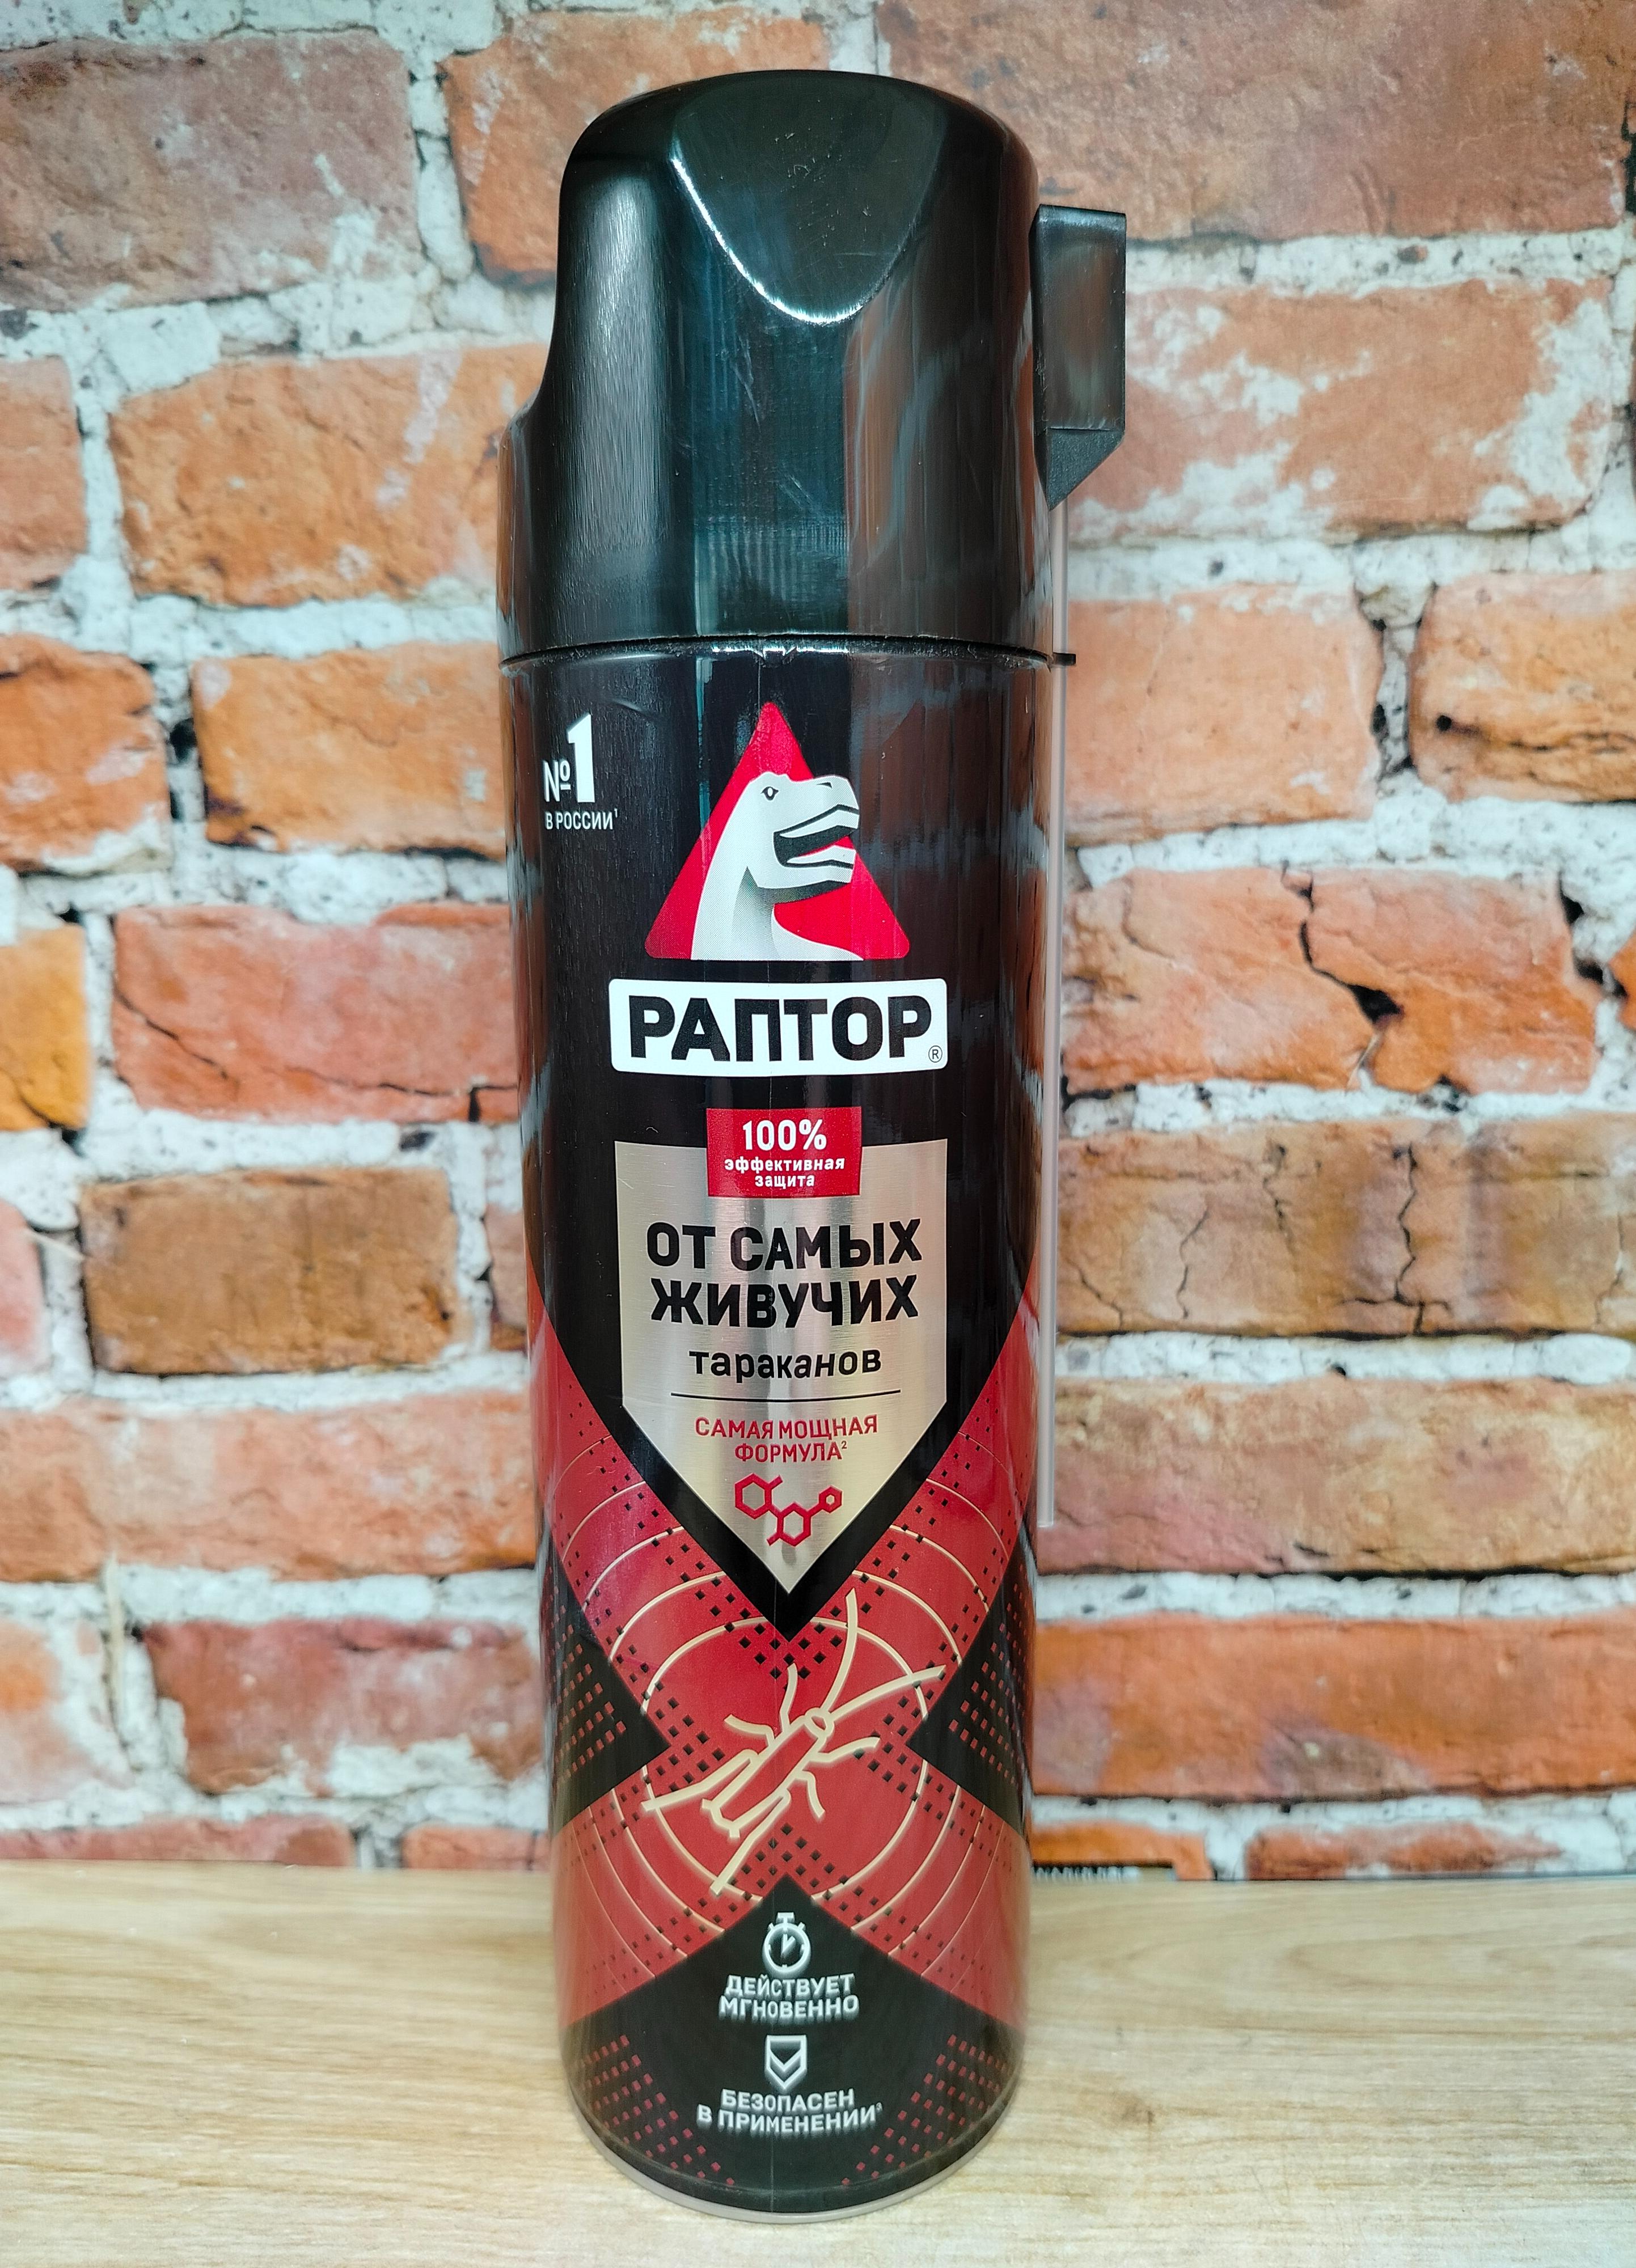 №1
В РОССИИ¹
РАПТОР®
100%
эффективная
защита
ОТ САМЫХ
ЖИВУЧИХ
тараканов
САМАЯ МОЩНАЯ
ФОРМУЛА²
ДЕЙСТВУЕТ
МГНОВЕННО
БЕЗОПАСЕН
В ПРИМЕНЕНИИ³